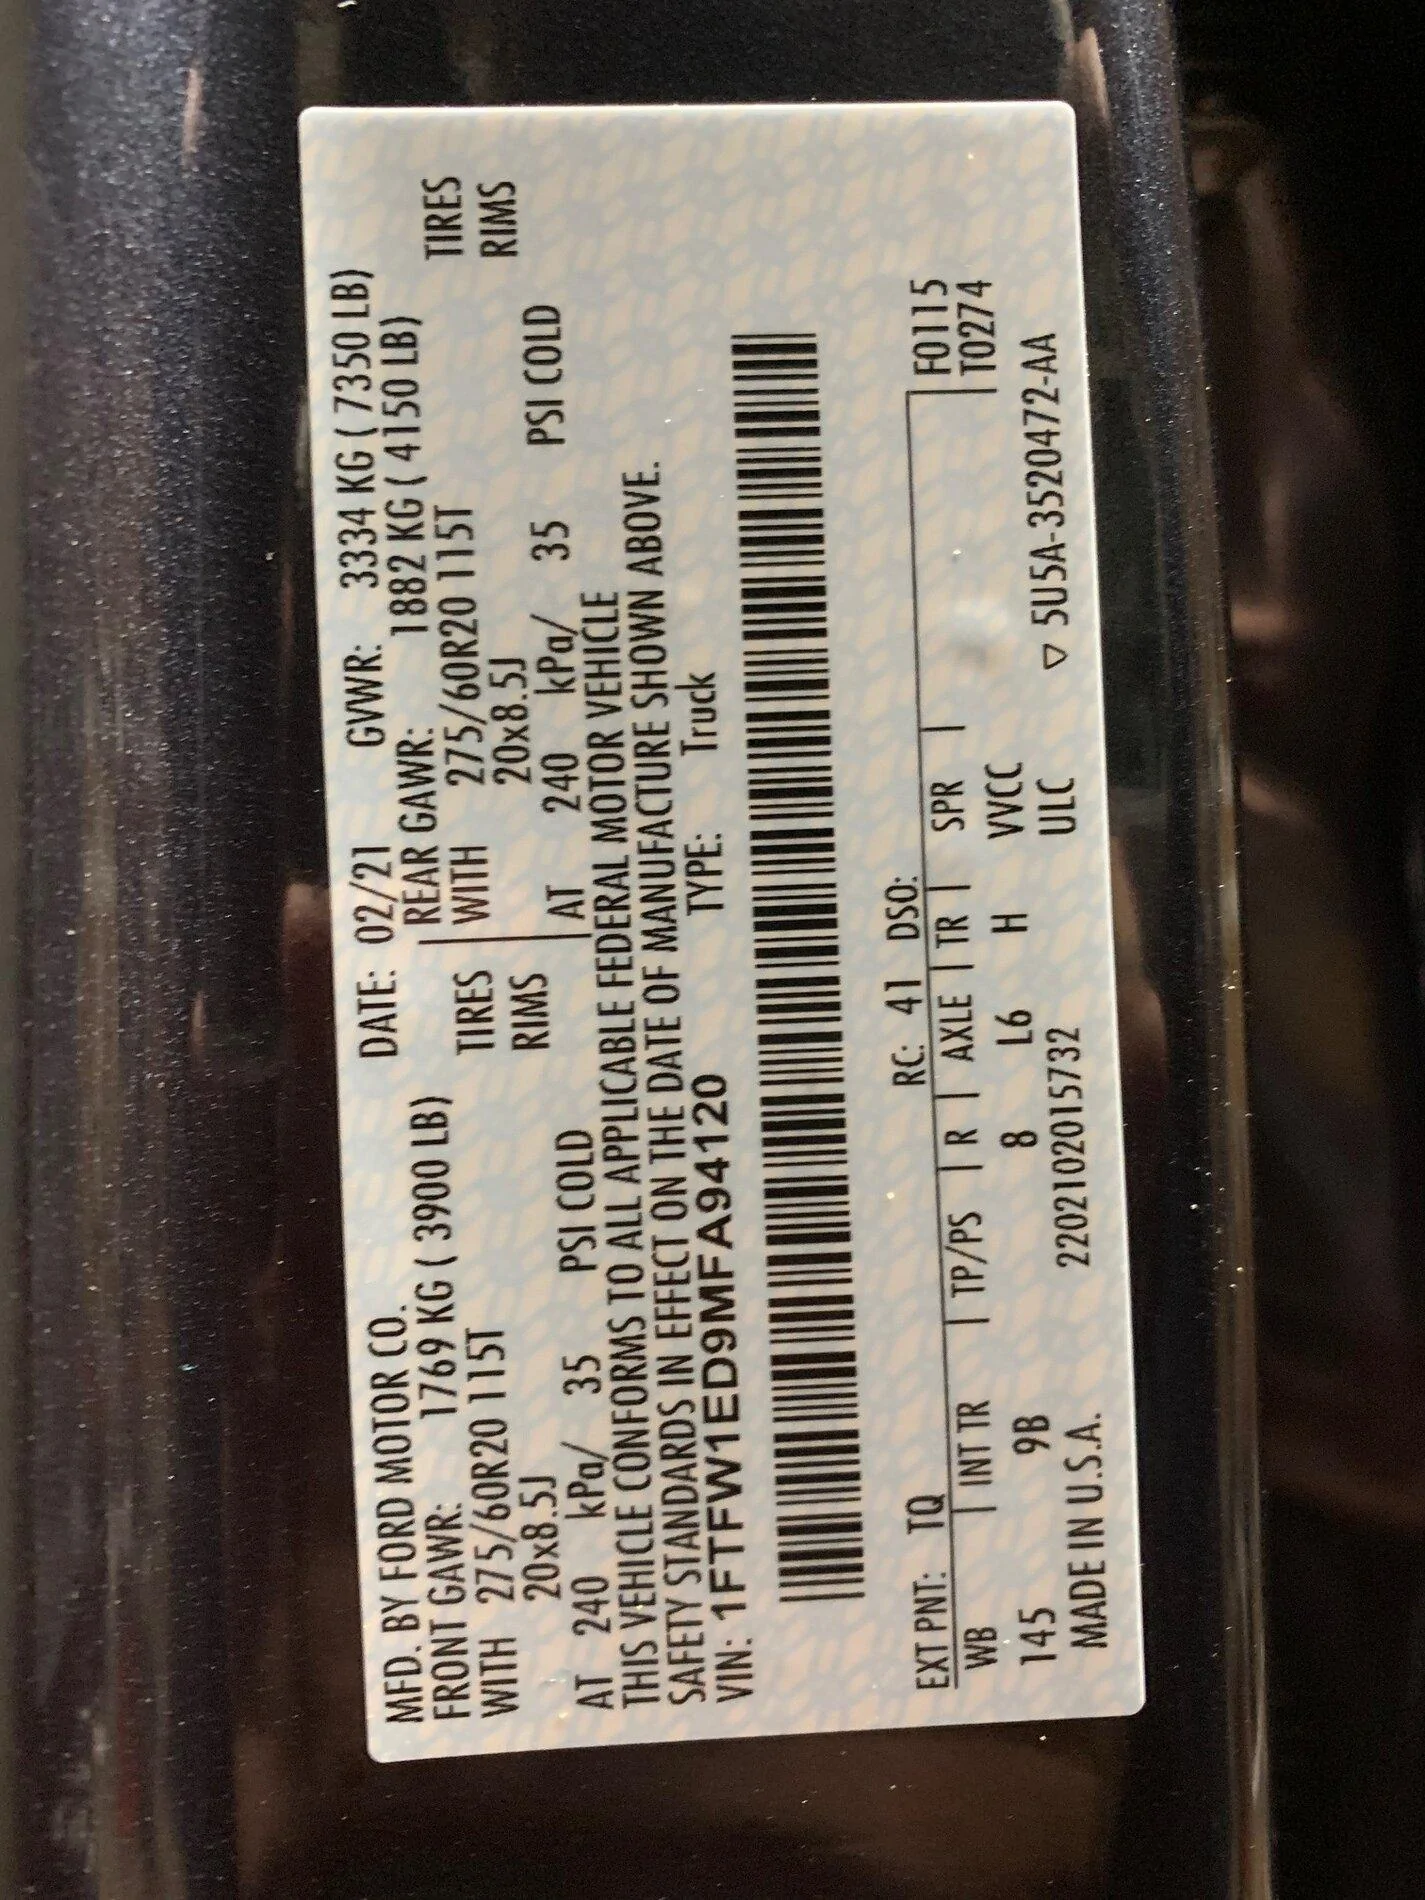 MFD. BY FORD MOTOR CO. DATE: 02/21 GVWR: 3334 KG ( 7350 LB)
FRONT GAWR: 1769 KG ( 3900 LB) REAR GAWR: 1882 KG ( 4150 LB)
WITH 275/60R20 115T TIRES WITH 275/60R20 115T TIRES
20x8.5J RIMS 20x8.5J RIMS
AT 240 kPa/ 35 PSI COLD AT 240 kPa/ 35 PSI COLD
THIS VEHICLE CONFORMS TO ALL APPLICABLE FEDERAL MOTOR VEHICLE
SAFETY STANDARDS IN EFFECT ON THE DATE OF MANUFACTURE SHOWN ABOVE.
VIN: 1FTFW1ED9MFA94120 TYPE: Truck
EXT PNT: TQ RC: 41 DSO: F0115
WB | INT TR | TP/PS | R | AXLE | TR | SPR | T0274
145 9B 8 L6 H VVCC
MADE IN U.S.A. 2202102015732 ULC ▽ 5U5A-3520472-AA